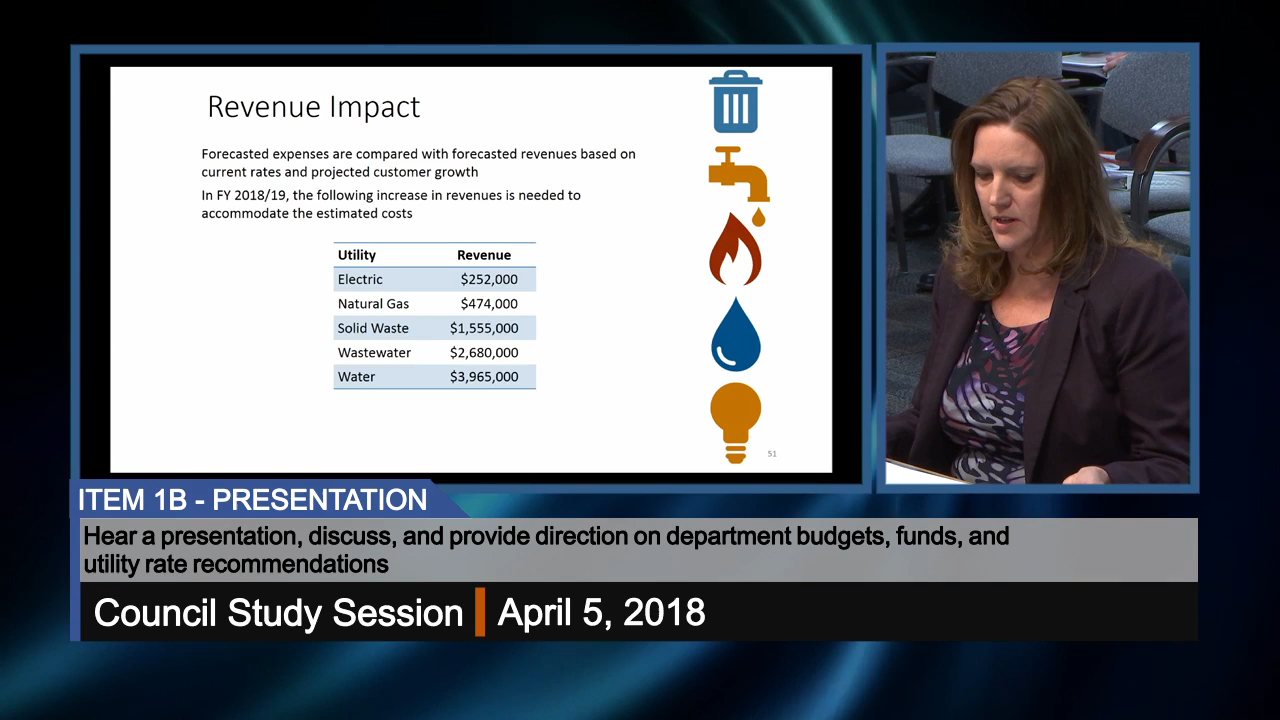 Revenue Impact
Forecasted expenses are compared with forecasted revenues based on
current rates and projected customer growth
In FY 2018/19, the following increase in revenues is needed to
accommodate the estimated costs
Utility Revenue
Electric $252,000
Natural Gas $474,000
Solid Waste $1,555,000
Wastewater $2,680,000
Water $3,965,000
51
ITEM 1B - PRESENTATION
Hear a presentation, discuss, and provide direction on department budgets, funds, and
utility rate recommendations
Council Study Session April 5, 2018